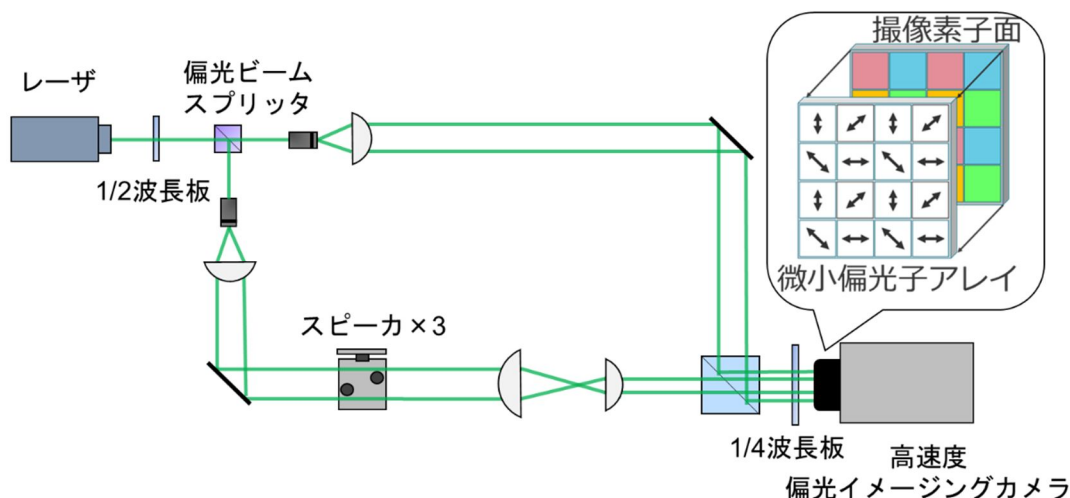 撮像素子面
レーザ
偏光ビーム
スプリッタ
1/2波長板
微小偏光子アレイ
スピーカ×3
1/4波長板
高速度
偏光イメージングカメラ